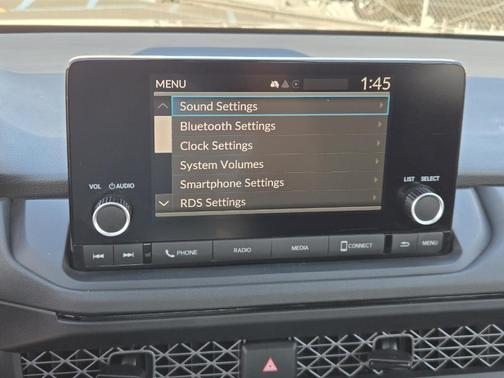 MENU 1:45
Sound Settings
Bluetooth Settings
Clock Settings
System Volumes
Smartphone Settings
RDS Settings
VOL AUDIO
LIST SELECT
PHONE RADIO MEDIA CONNECT MENU